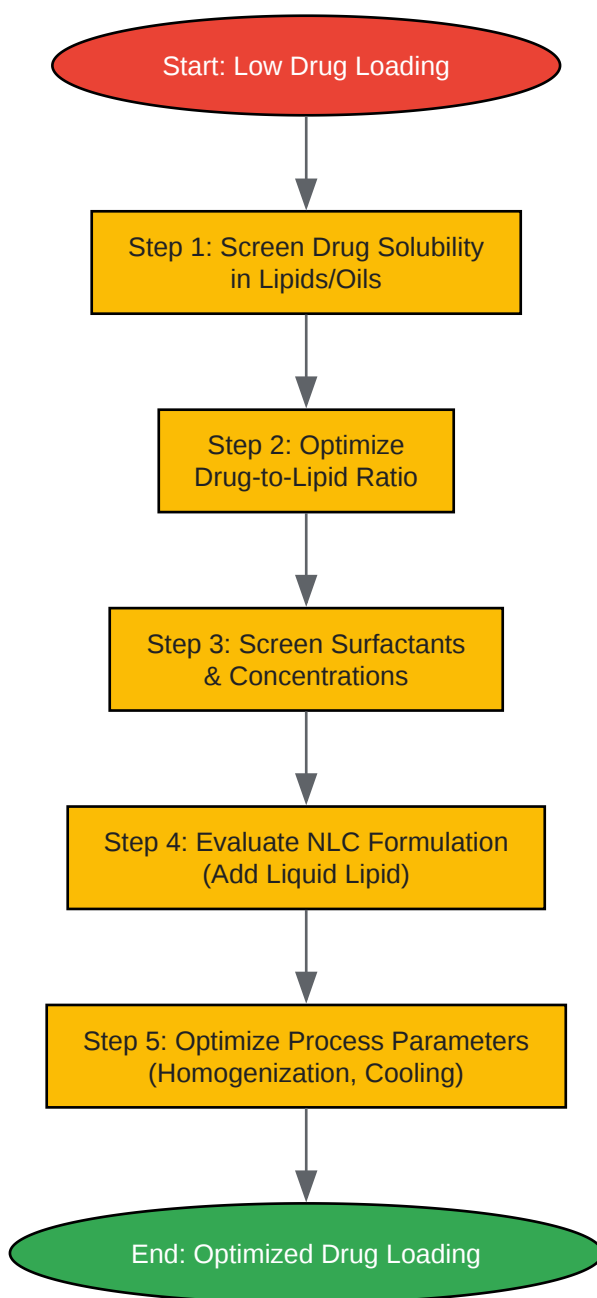 Start: Low Drug Loading
Step 1: Screen Drug Solubility
in Lipids/Oils
Step 2: Optimize
Drug-to-Lipid Ratio
Step 3: Screen Surfactants
& Concentrations
Step 4: Evaluate NLC Formulation
(Add Liquid Lipid)
Step 5: Optimize Process Parameters
(Homogenization, Cooling)
End: Optimized Drug Loading